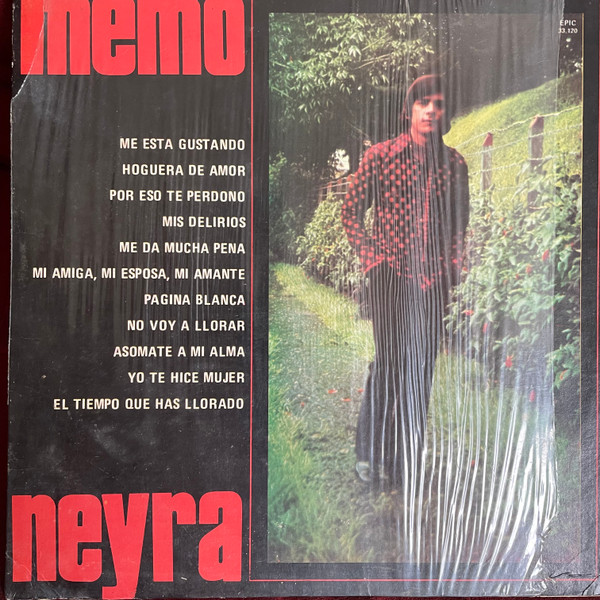 memo
EPIC
33.120
ME ESTA GUSTANDO
HOGUERA DE AMOR
POR ESO TE PERDONO
MIS DELIRIOS
ME DA MUCHA PENA
MI AMIGA, MI ESPOSA, MI AMANTE
PAGINA BLANCA
NO VOY A LLORAR
ASOMATE A MI ALMA
YO TE HICE MUJER
EL TIEMPO QUE HAS LLORADO
neyra